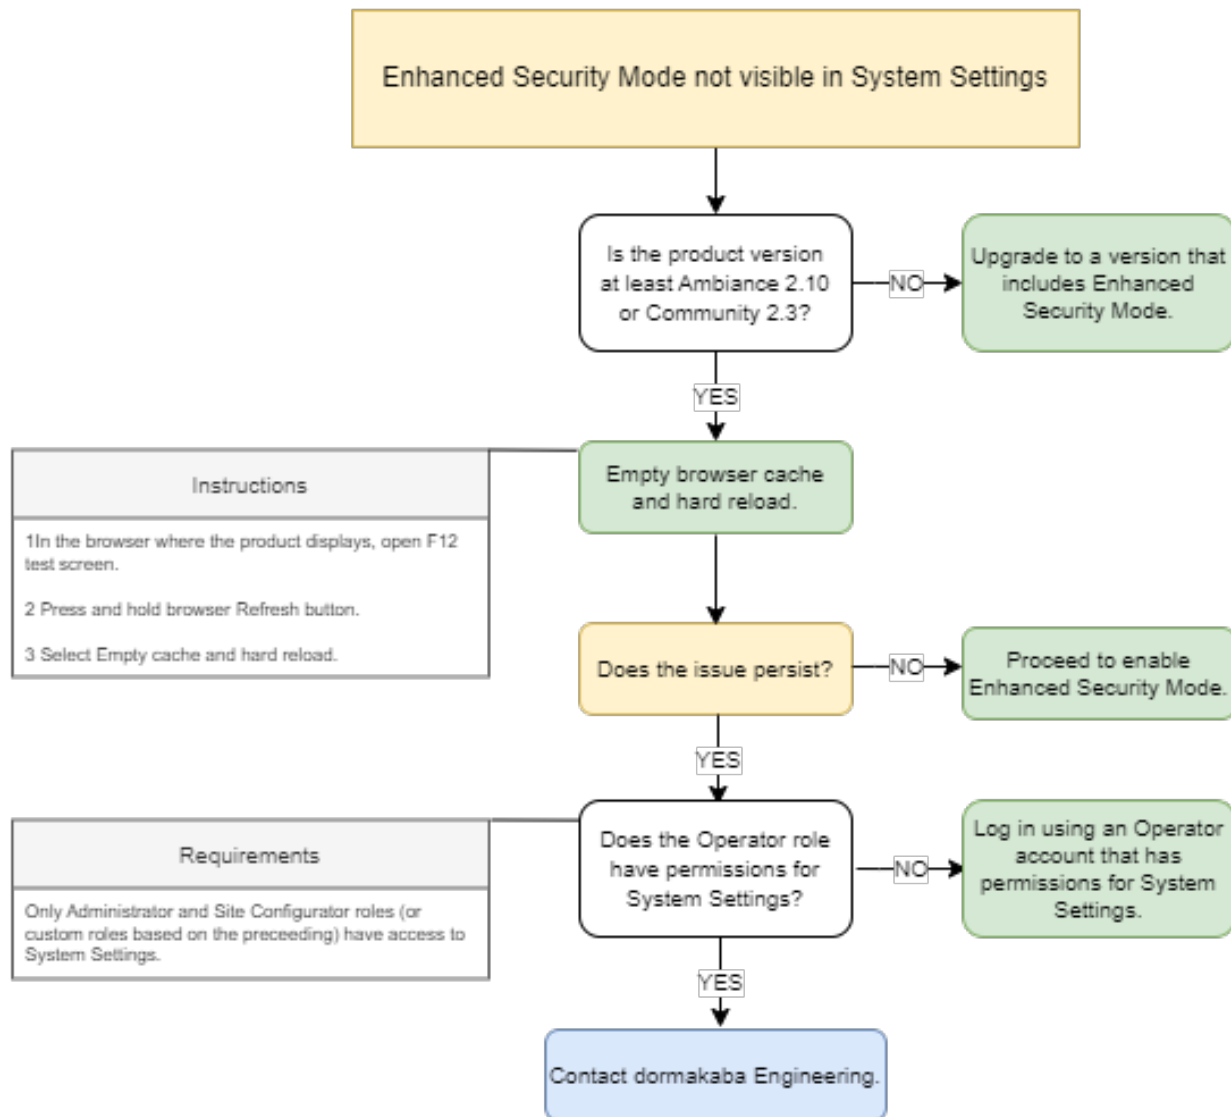 Enhanced Security Mode not visible in System Settings
Is the product version
at least Ambiance 2.10
or Community 2.3?
NO
Upgrade to a version that
includes Enhanced
Security Mode.
YES
Empty browser cache
and hard reload.
Instructions
1In the browser where the product displays, open F12
test screen.
2 Press and hold browser Refresh button.
3 Select Empty cache and hard reload.
Does the issue persist?
NO
Proceed to enable
Enhanced Security Mode.
YES
Does the Operator role
have permissions for
System Settings?
NO
Log in using an Operator
account that has
permissions for System
Settings.
Requirements
Only Administrator and Site Configurator roles (or
custom roles based on the preceeding) have access to
System Settings.
YES
Contact dormakaba Engineering.